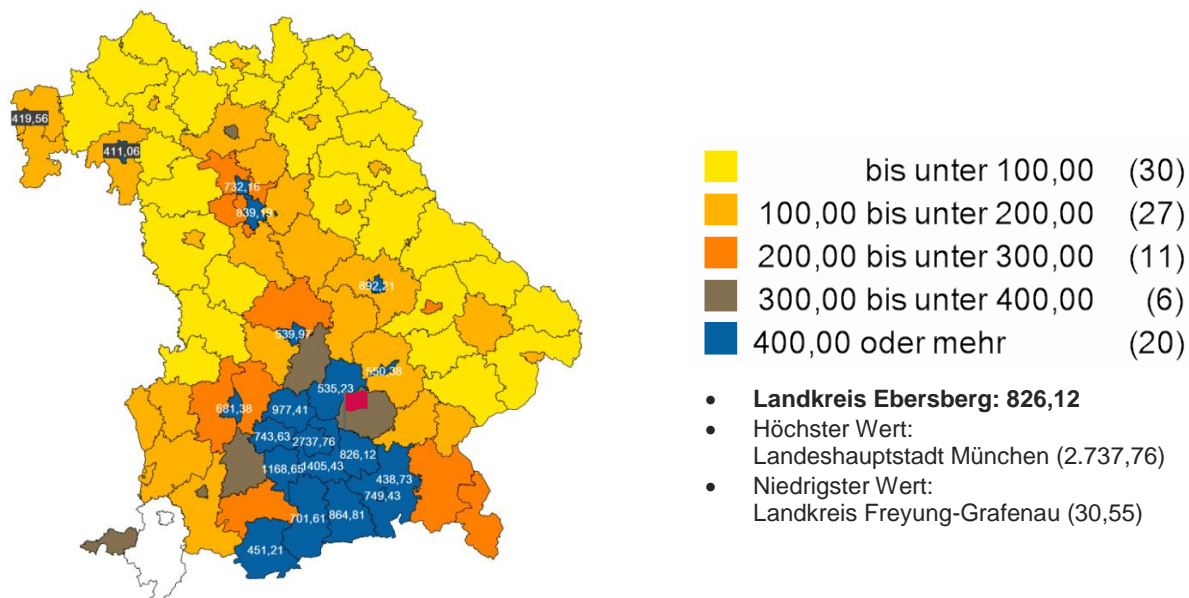 419,56
411,06
732,16
839,19
892,21
539,97
550,38
535,23
681,38
977,41
743,63
2737,76
826,12
1168,65
1405,43
438,73
749,43
701,61
864,81
451,21
bis unter 100,00 (30)
100,00 bis unter 200,00 (27)
200,00 bis unter 300,00 (11)
300,00 bis unter 400,00 (6)
400,00 oder mehr (20)
• Landkreis Ebersberg: 826,12
• Höchster Wert:
Landeshauptstadt München (2.737,76)
• Niedrigster Wert:
Landkreis Freyung-Grafenau (30,55)